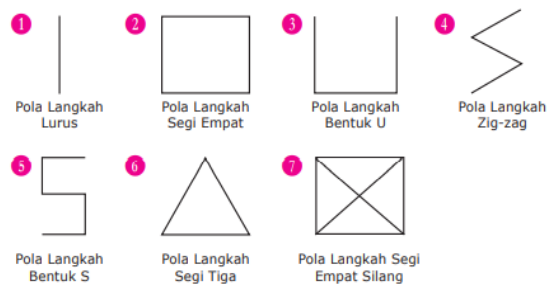 1
2
3
4
Pola Langkah
Lurus
Pola Langkah
Segi Empat
Pola Langkah
Bentuk U
Pola Langkah
Zig-zag
5
6
7
Pola Langkah
Bentuk S
Pola Langkah
Segi Tiga
Pola Langkah Segi
Empat Silang